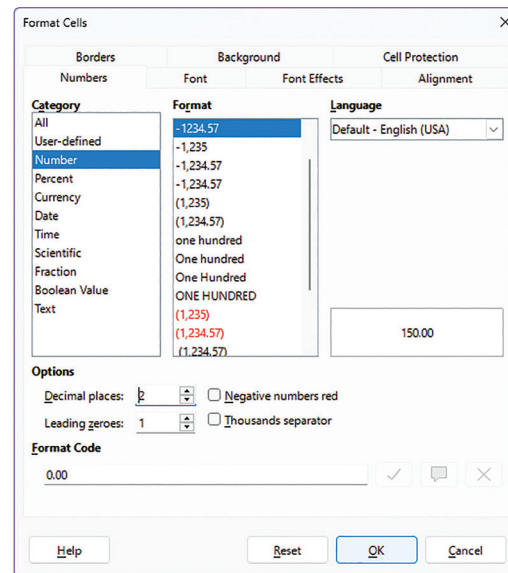 Format Cells
Borders Background Cell Protection
Numbers Font Font Effects Alignment
Category
All
User-defined
Number
Percent
Currency
Date
Time
Scientific
Fraction
Boolean Value
Text
Format
-1234.57
-1,235
-1,234.57
-1,234.57
(1,235)
(1,234.57)
one hundred
One hundred
One Hundred
ONE HUNDRED
(1,235)
(1,234.57)
(1,234.57)
Language
Default - English (USA)
150.00
Options
Decimal places: 2 Negative numbers red
Leading zeroes: 1 Thousands separator
Format Code
0.00
Help Reset OK Cancel